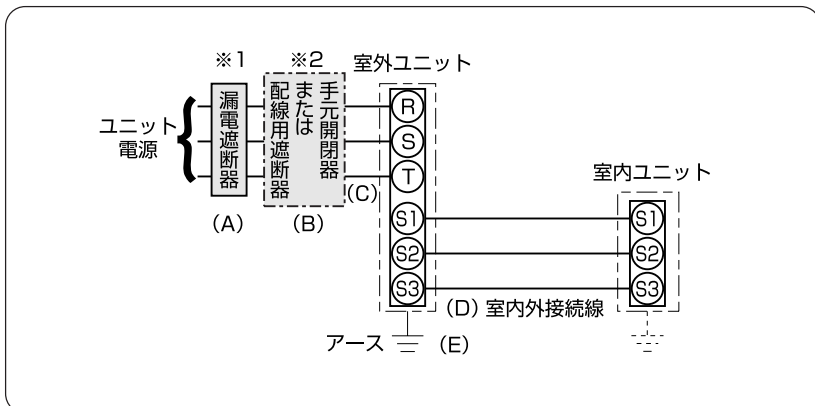 ※1
※2
室外ユニット
ユニット
電源
漏電遮断器
手元開閉器
または
配線用遮断器
R
S
T
(A)
(B)
(C)
室内ユニット
S1
S2
S3
S1
S2
S3
(D) 室内外接続線
アース
(E)